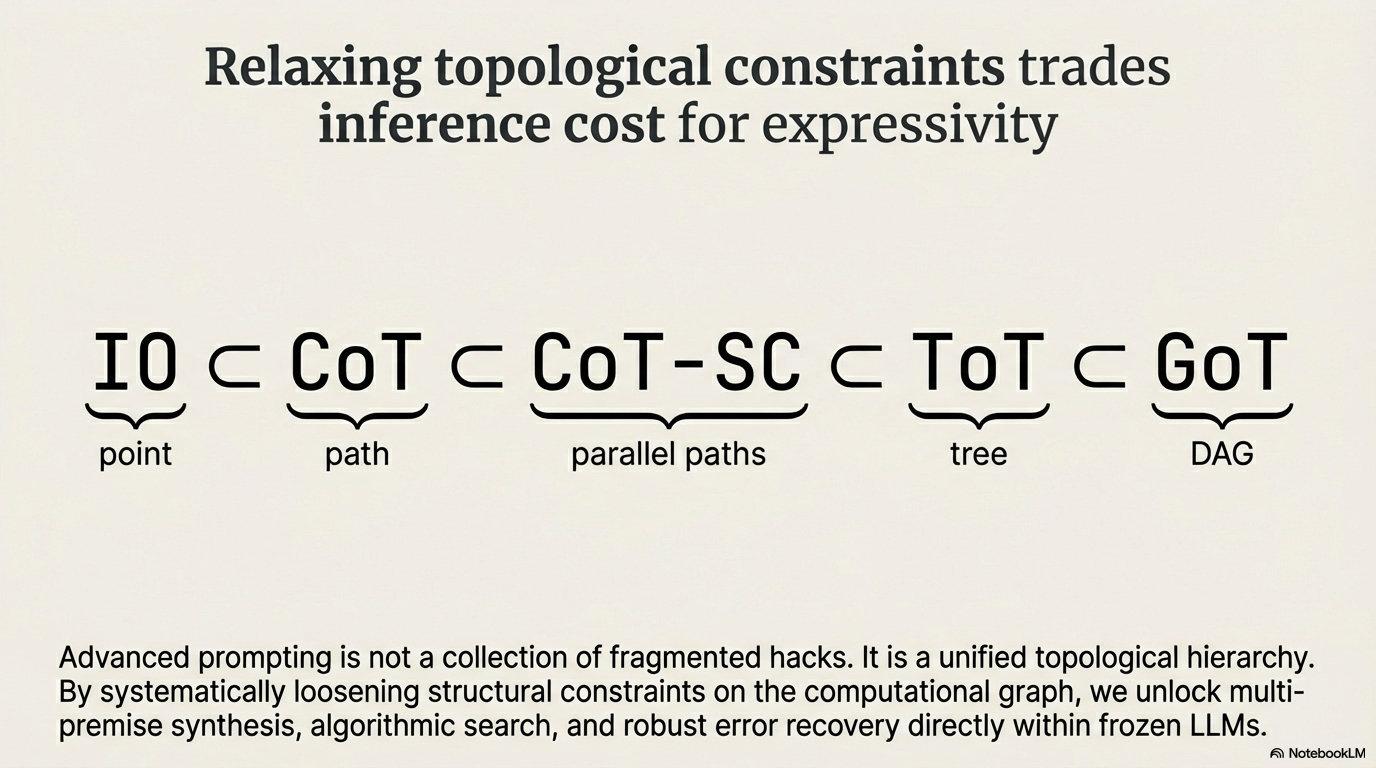 Relaxing topological constraints trades
inference cost for expressivity
IO ⊂ CoT ⊂ CoT-SC ⊂ ToT ⊂ GoT
point path parallel paths tree DAG
Advanced prompting is not a collection of fragmented hacks. It is a unified topological hierarchy.
By systematically loosening structural constraints on the computational graph, we unlock multi-
premise synthesis, algorithmic search, and robust error recovery directly within frozen LLMs.
NotebookLM